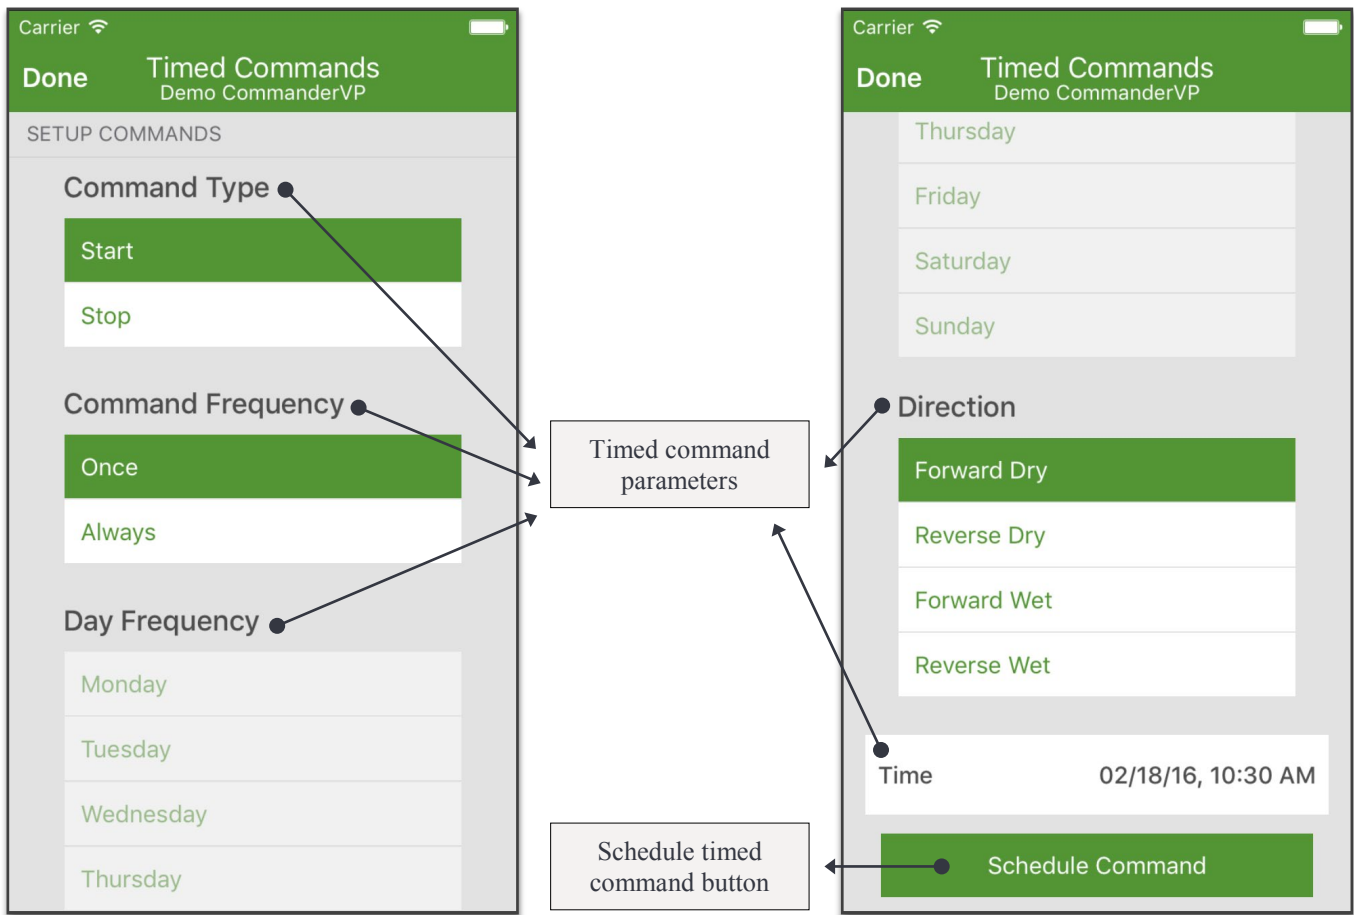 Carrier
Done
Timed Commands
Demo CommanderVP
SETUP COMMANDS
Command Type
Start
Stop
Command Frequency
Once
Always
Day Frequency
Monday
Tuesday
Wednesday
Thursday
Timed command
parameters
Schedule timed
command button
Carrier
Done
Timed Commands
Demo CommanderVP
Thursday
Friday
Saturday
Sunday
Direction
Forward Dry
Reverse Dry
Forward Wet
Reverse Wet
Time 02/18/16, 10:30 AM
Schedule Command